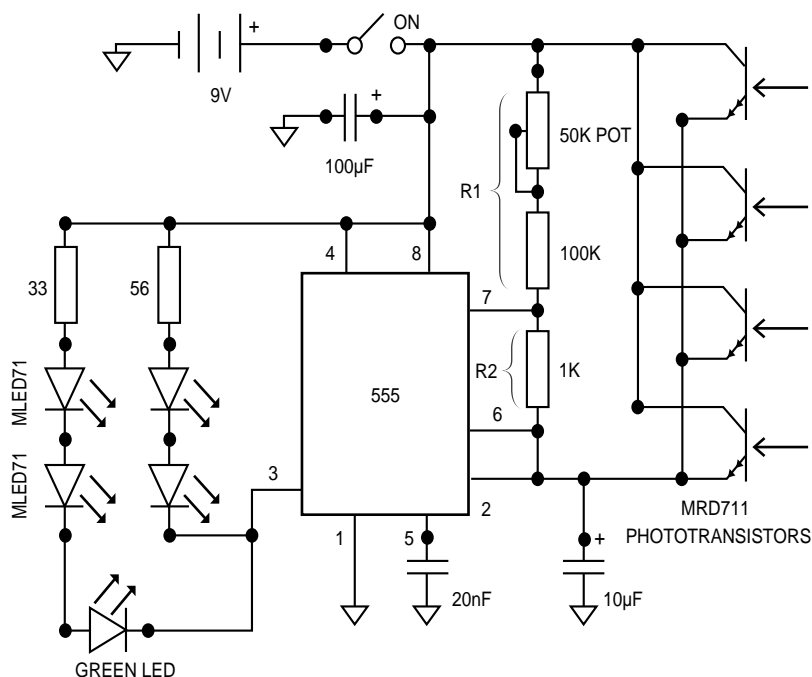 ON
+
9V
+
100µF
50K POT
R1
4
8
33
56
100K
7
MLED71
R2
1K
555
6
MLED71
3
2
MRD711
PHOTOTRANSISTORS
1
5
+
20nF
10µF
GREEN LED